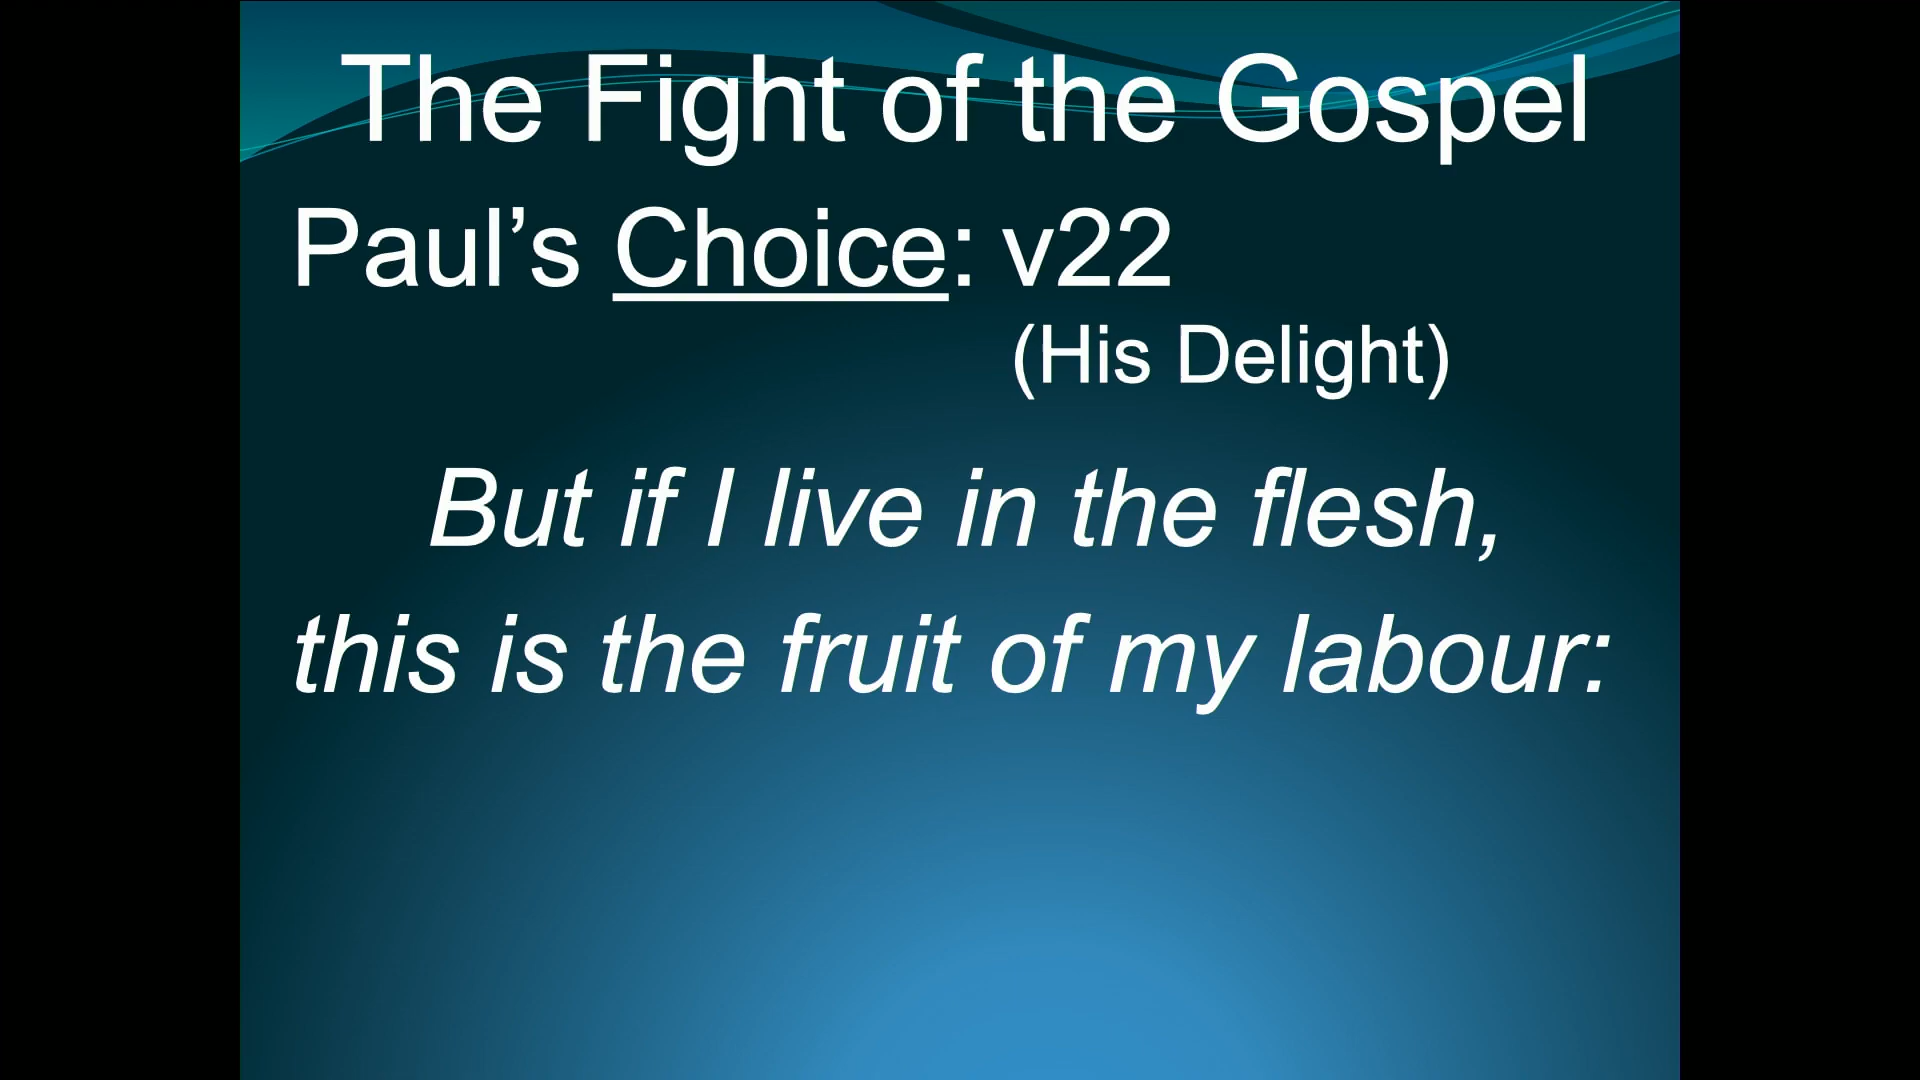 The Fight of the Gospel
Paul’s Choice: v22
(His Delight)
But if I live in the flesh,
this is the fruit of my labour: